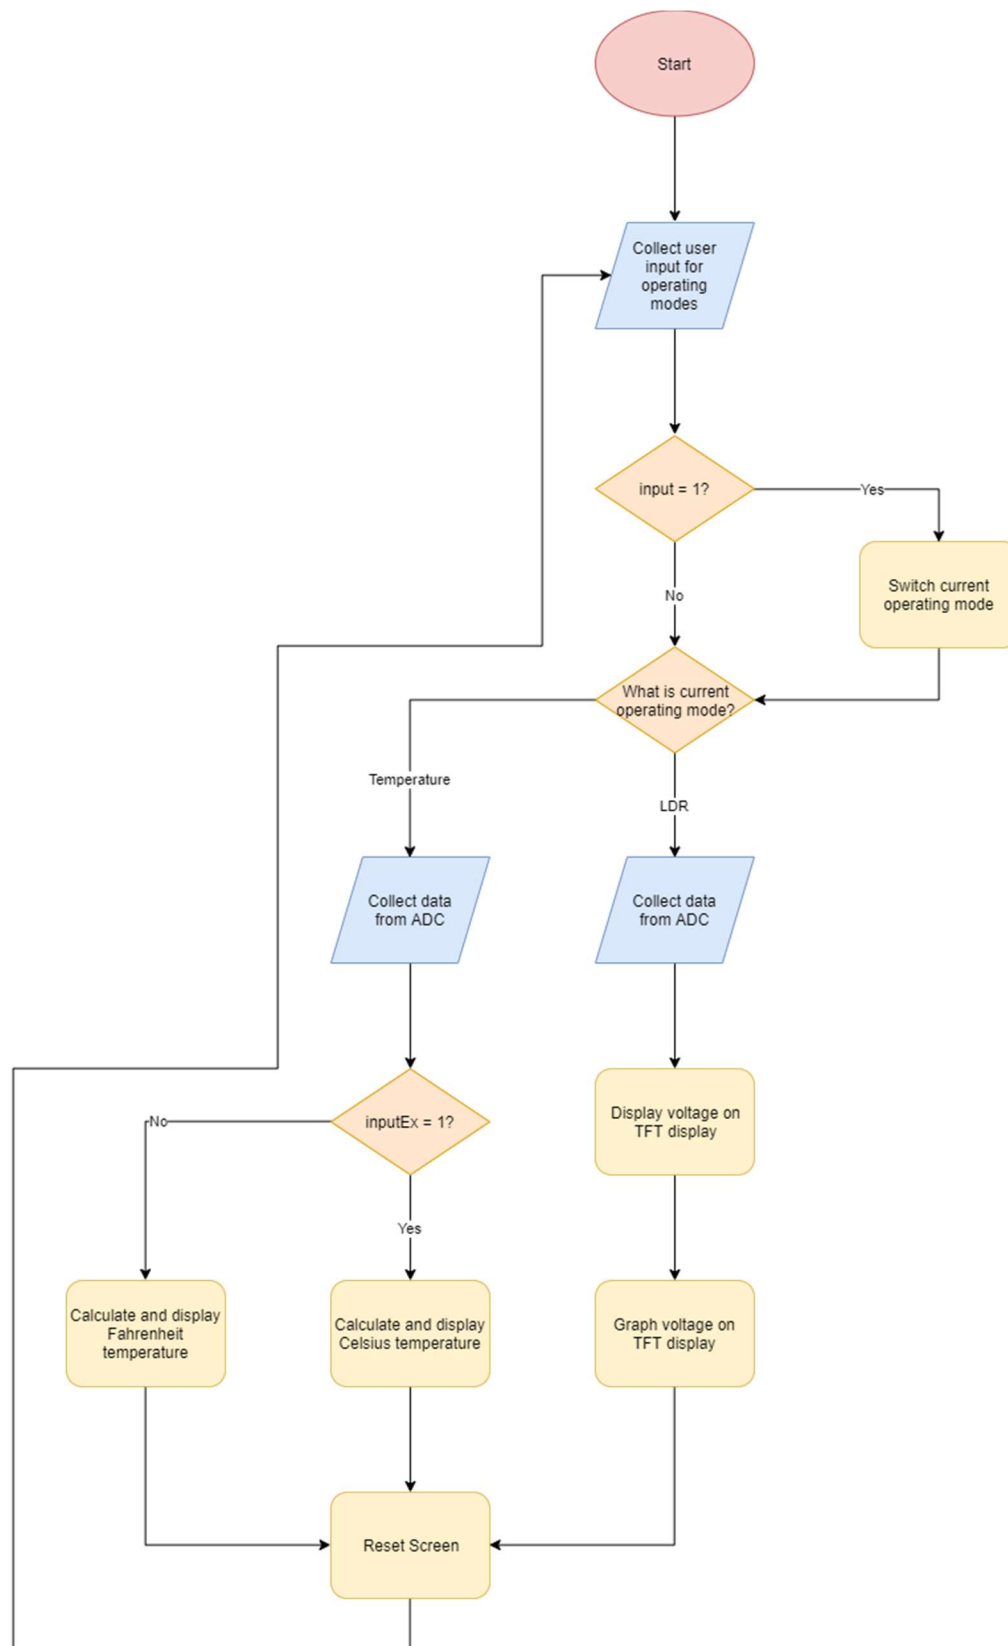 Start
Collect user
input for
operating
modes
input = 1?
Yes
Switch current
operating mode
No
What is current
operating mode?
Temperature
LDR
Collect data
from ADC
Collect data
from ADC
inputEx = 1?
No
Display voltage on
TFT display
Yes
Calculate and display
Fahrenheit
temperature
Calculate and display
Celsius temperature
Graph voltage on
TFT display
Reset Screen